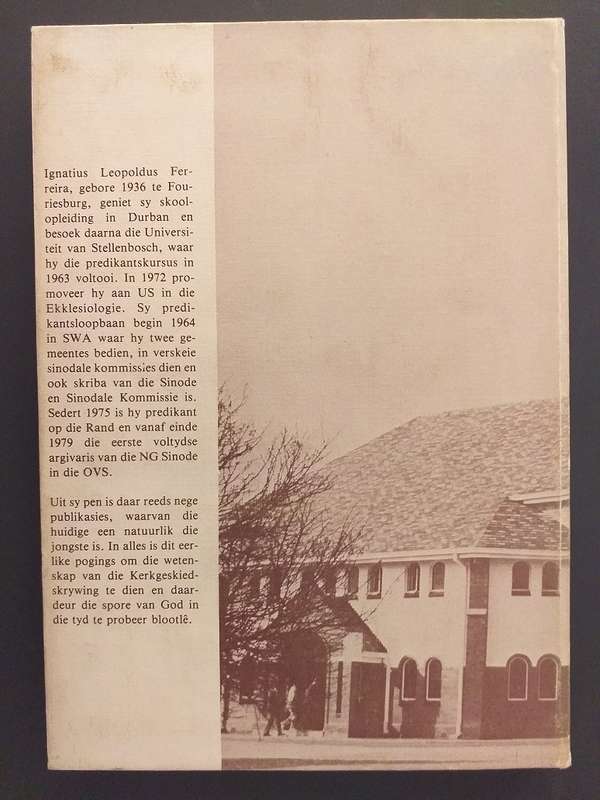 Ignatius Leopoldus Fer-
reira, gebore 1936 te Fou-
riesburg, geniet sy skool-
opleiding in Durban en
besoek daarna die Universi-
teit van Stellenbosch, waar
hy die predikantskursus in
1963 voltooi. In 1972 pro-
moveer hy aan US in die
Ekklesiologie. Sy predi-
kantsloopbaan begin 1964
in SWA waar hy twee ge-
meentes bedien, in verskeie
sinodale kommissies dien en
ook skriba van die Sinode
en Sinodale Kommissie is.
Sedert 1975 is hy predikant
op die Rand en vanaf einde
1979 die eerste voltydse
argivaris van die NG Sinode
in die OVS.
Uit sy pen is daar reeds nege
publikasies, waarvan die
huidige een natuurlik die
jongste is. In alles is dit eer-
like pogings om die weten-
skap van die Kerkgeskied-
skrywing te dien en daar-
deur die spore van God in
die tyd te probeer blootlê.